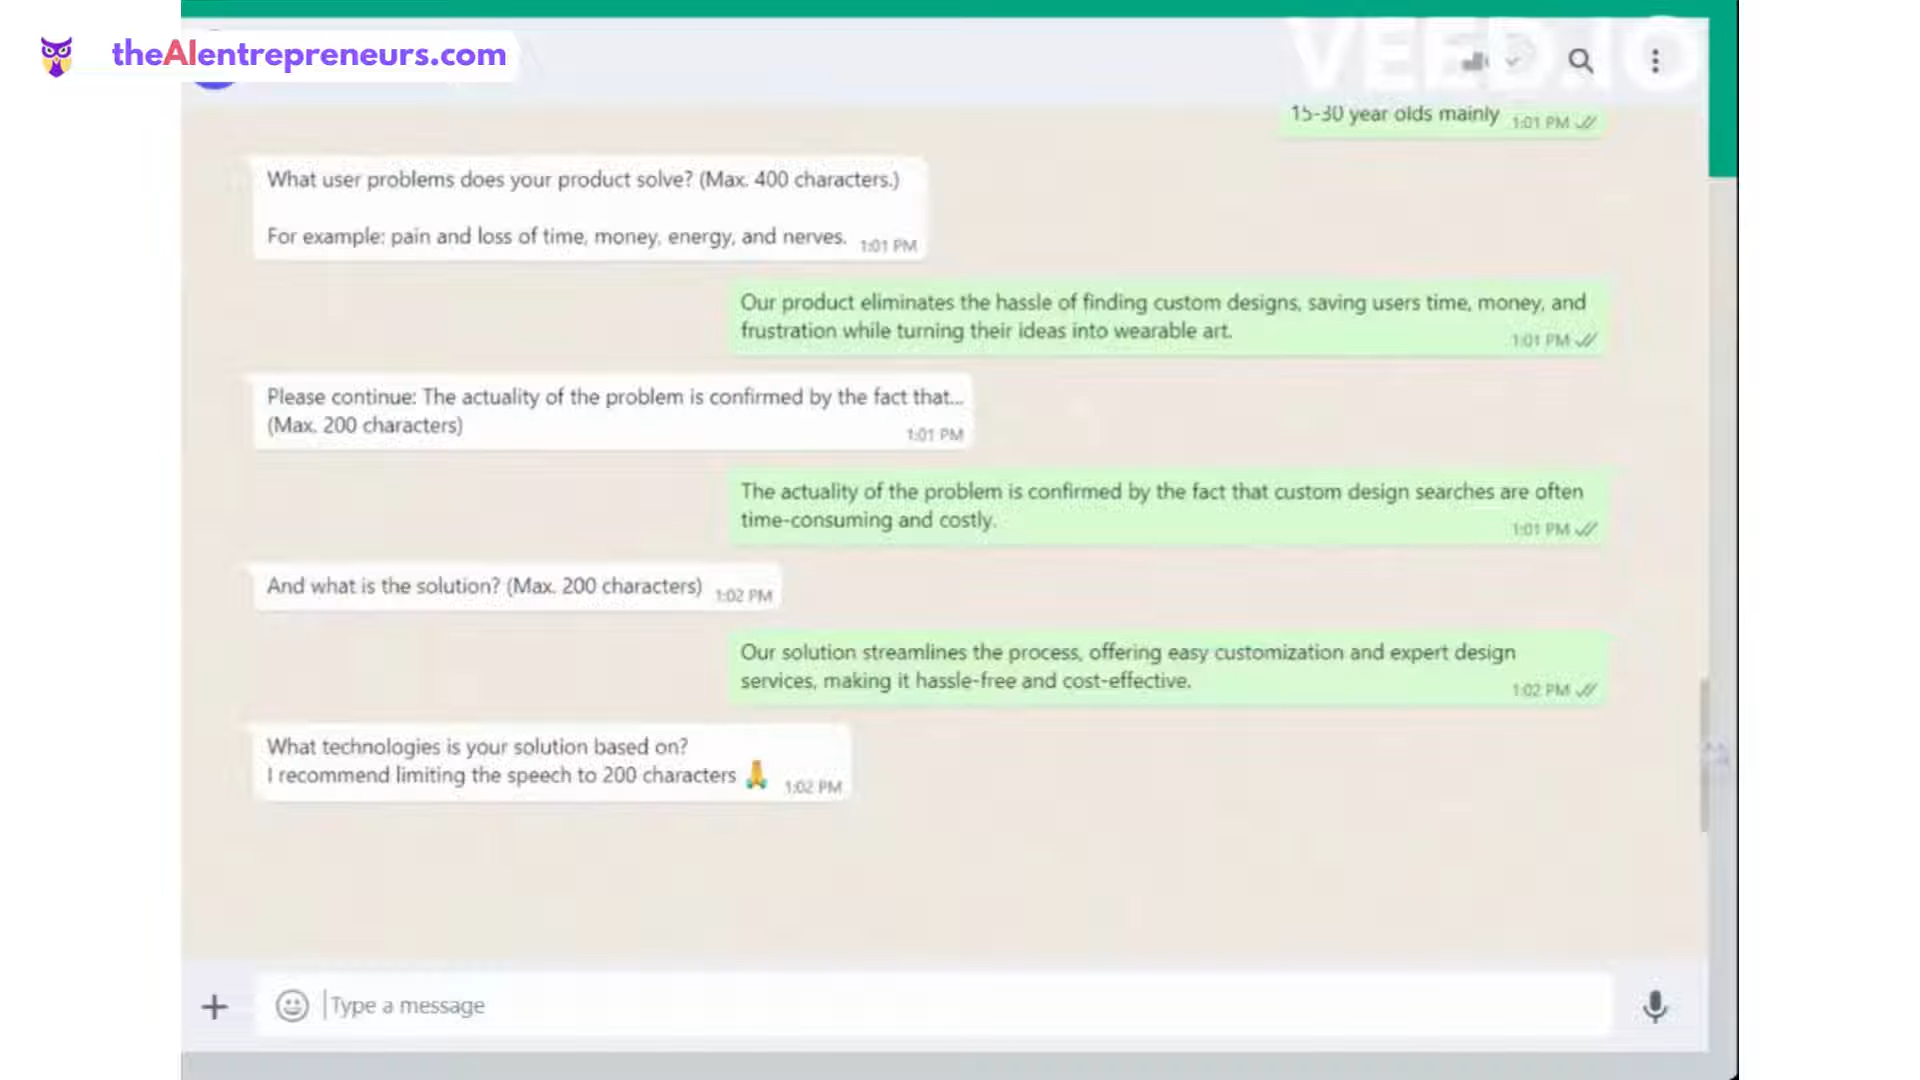 theAIentrepreneurs.com
VEED.IO
15-30 year olds mainly
1:01 PM
What user problems does your product solve? (Max. 400 characters.)
For example: pain and loss of time, money, energy, and nerves.
1:01 PM
Our product eliminates the hassle of finding custom designs, saving users time, money, and
frustration while turning their ideas into wearable art.
1:01 PM
Please continue: The actuality of the problem is confirmed by the fact that...
(Max. 200 characters)
1:01 PM
The actuality of the problem is confirmed by the fact that custom design searches are often
time-consuming and costly.
1:01 PM
And what is the solution? (Max. 200 characters)
1:02 PM
Our solution streamlines the process, offering easy customization and expert design
services, making it hassle-free and cost-effective.
1:02 PM
What technologies is your solution based on?
I recommend limiting the speech to 200 characters 🙏
1:02 PM
Type a message